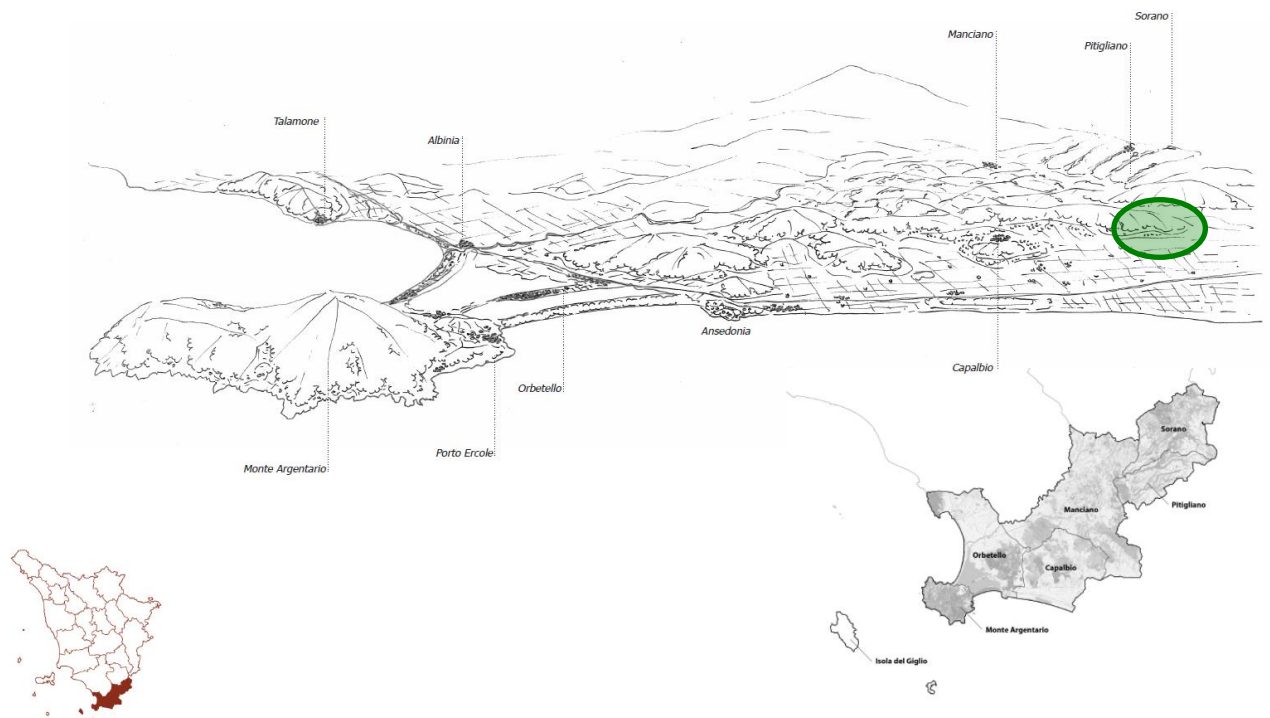 Sorano
Manciano
Pitigliano
Talamone
Albinia
Ansedonia
Capalbio
Orbetello
Porto Ercole
Monte Argentario
Sorano
Pitigliano
Manciano
Orbetello
Capalbio
Monte Argentario
Isola del Giglio